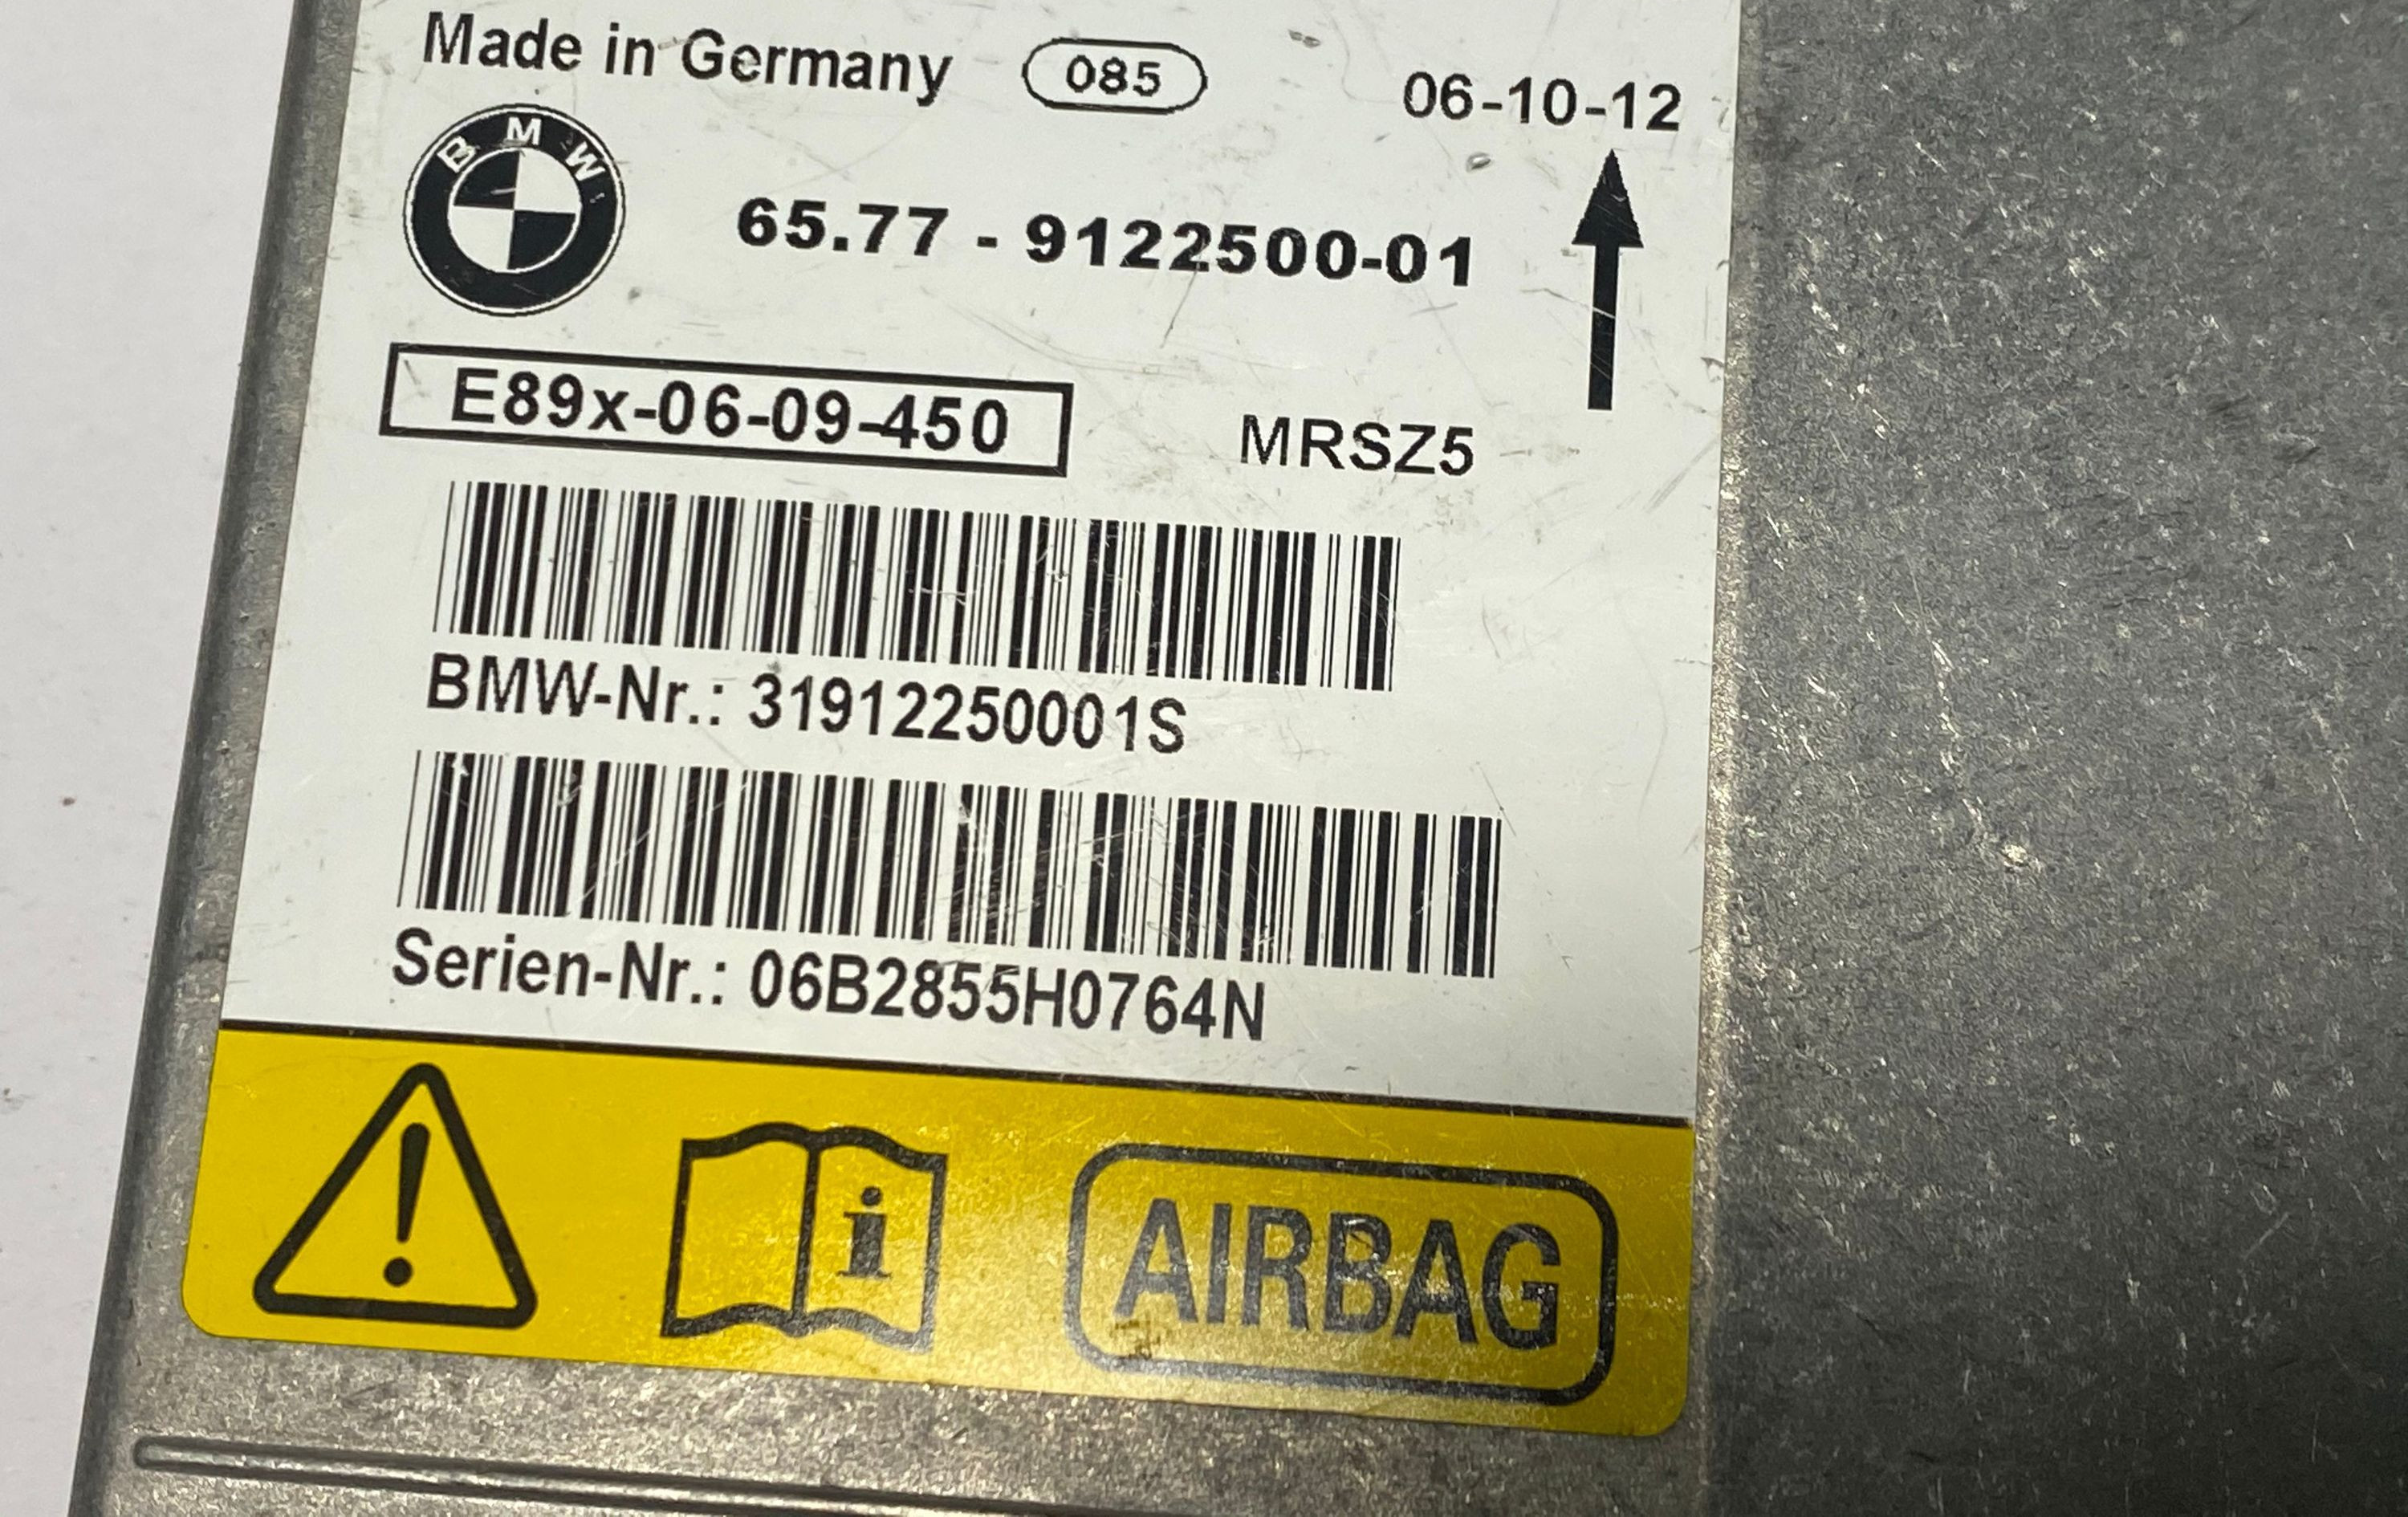 Made in Germany 085 06-10-12
BMW
65.77 - 9122500-01
E89x-06-09-450 MRSZ5
BMW-Nr.: 31912250001S
Serien-Nr.: 06B2855H0764N
i AIRBAG